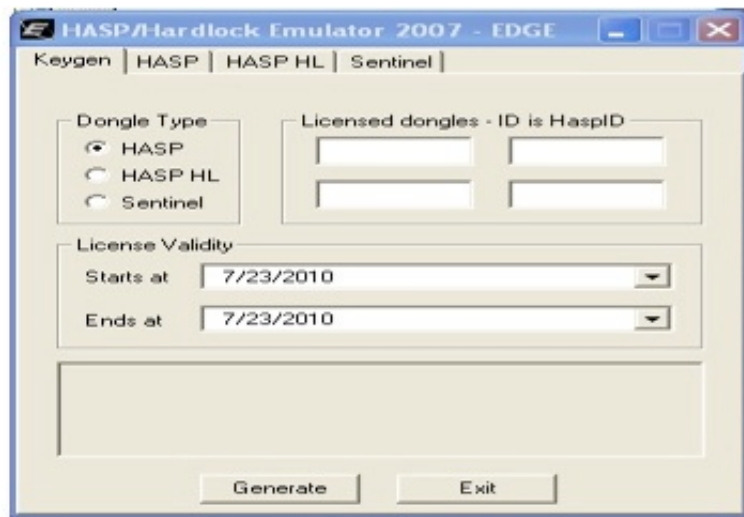 HASP/Hardlock Emulator 2007 - EDGE
Keygen HASP HASP HL Sentinel
Dongle Type
HASP
HASP HL
Sentinel
Licensed dongles - ID is HaspID
License Validity
Starts at 7/23/2010
Ends at 7/23/2010
Generate Exit